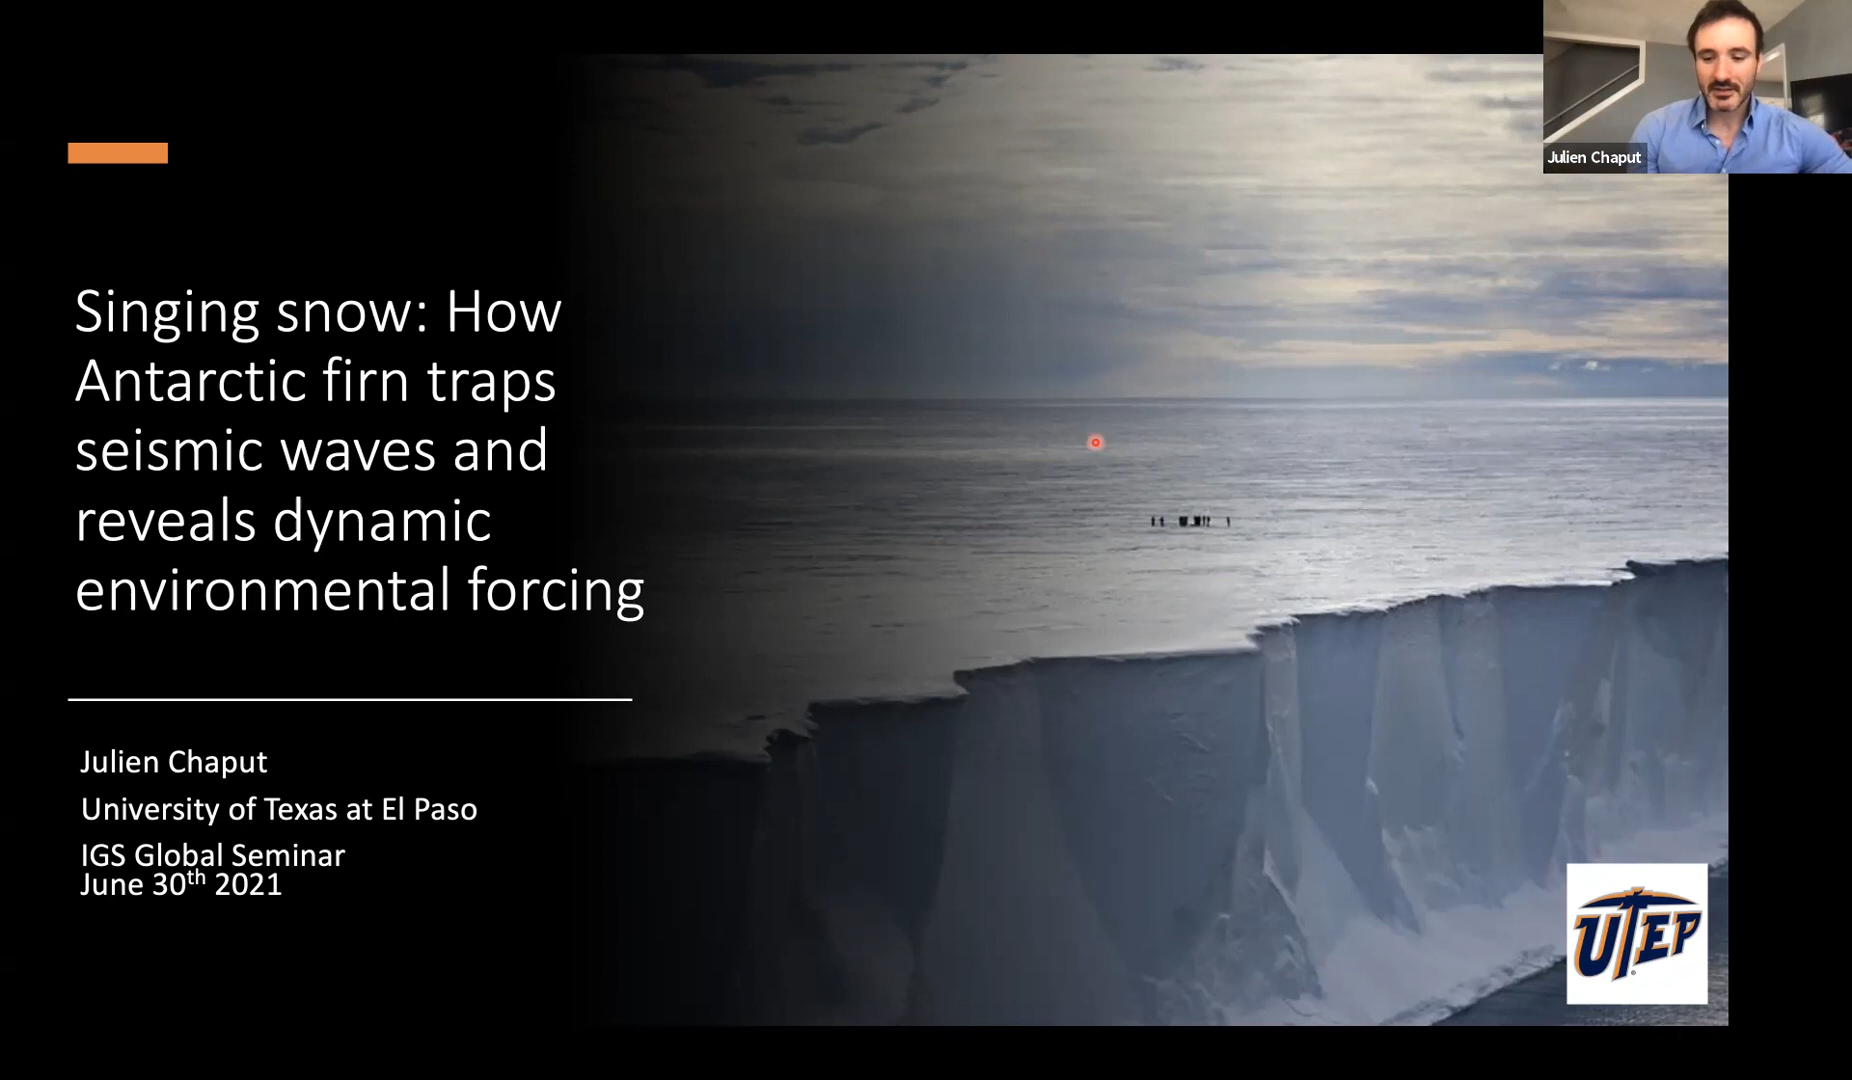 Julien Chaput
Singing snow: How
Antarctic firn traps
seismic waves and
reveals dynamic
environmental forcing
Julien Chaput
University of Texas at El Paso
IGS Global Seminar
June 30th 2021
UTEP